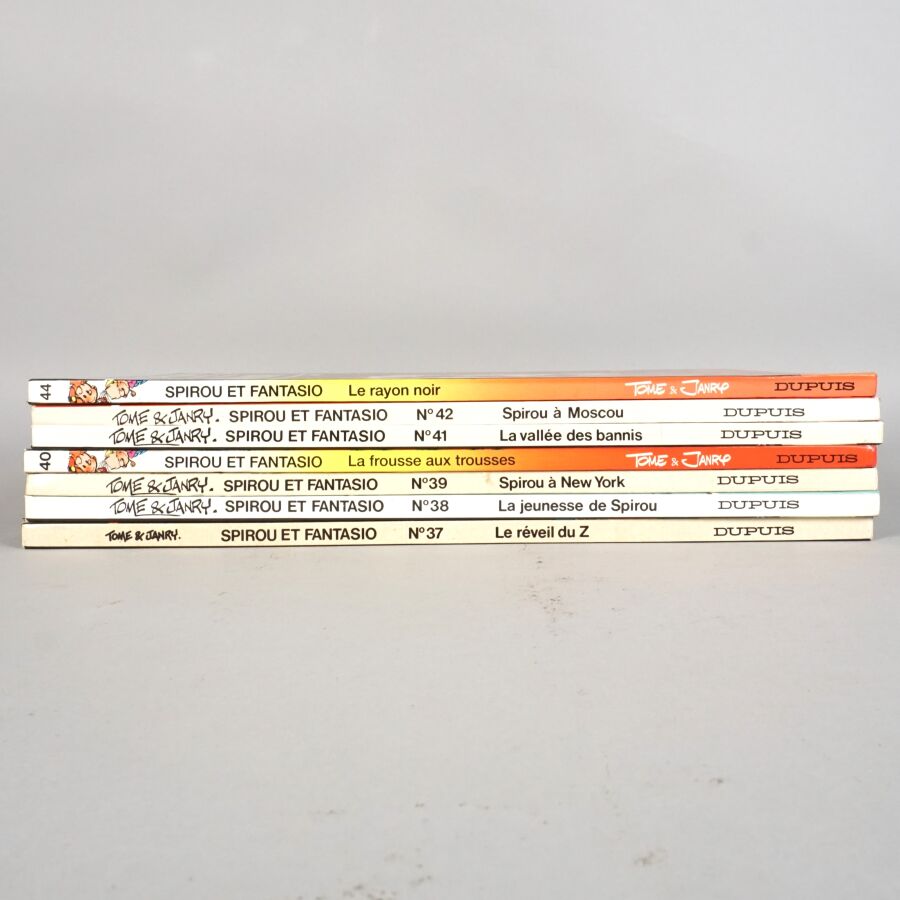 44 SPIROU ET FANTASIO Le rayon noir TOME & JANRY DUPUIS
TOME & JANRY. SPIROU ET FANTASIO N° 42 Spirou à Moscou DUPUIS
TOME & JANRY. SPIROU ET FANTASIO N° 41 La vallée des bannis DUPUIS
40 SPIROU ET FANTASIO La frousse aux trousses TOME & JANRY DUPUIS
TOME & JANRY. SPIROU ET FANTASIO N° 39 Spirou à New York DUPUIS
TOME & JANRY. SPIROU ET FANTASIO N° 38 La jeunesse de Spirou DUPUIS
TOME & JANRY. SPIROU ET FANTASIO N° 37 Le réveil du Z DUPUIS